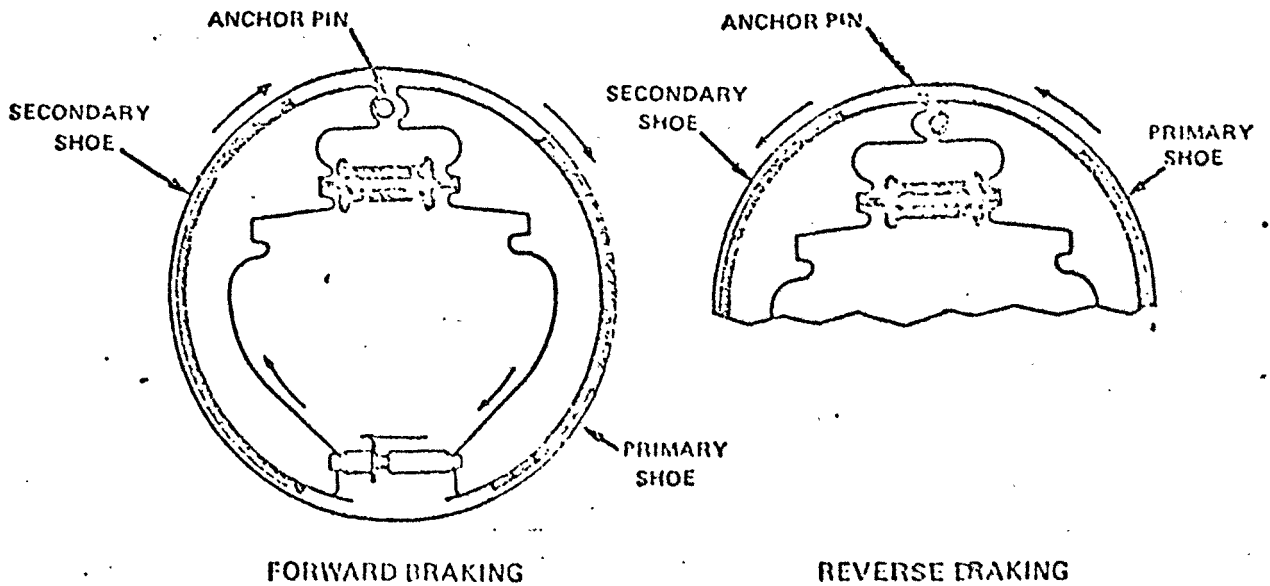 ANCHOR PIN
SECONDARY
SHOE
PRIMARY
SHOE
FORWARD BRAKING
ANCHOR PIN
SECONDARY
SHOE
PRIMARY
SHOE
REVERSE BRAKING